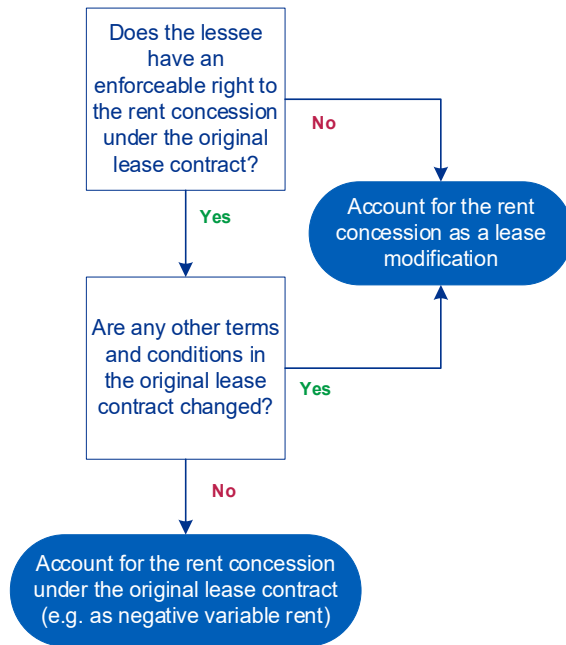 Does the lessee
have an
enforceable right to
the rent concession
under the original
lease contract?
No
Yes
Account for the rent
concession as a lease
modification
Are any other terms
and conditions in
the original lease
contract changed?
Yes
No
Account for the rent concession
under the original lease contract
(e.g. as negative variable rent)